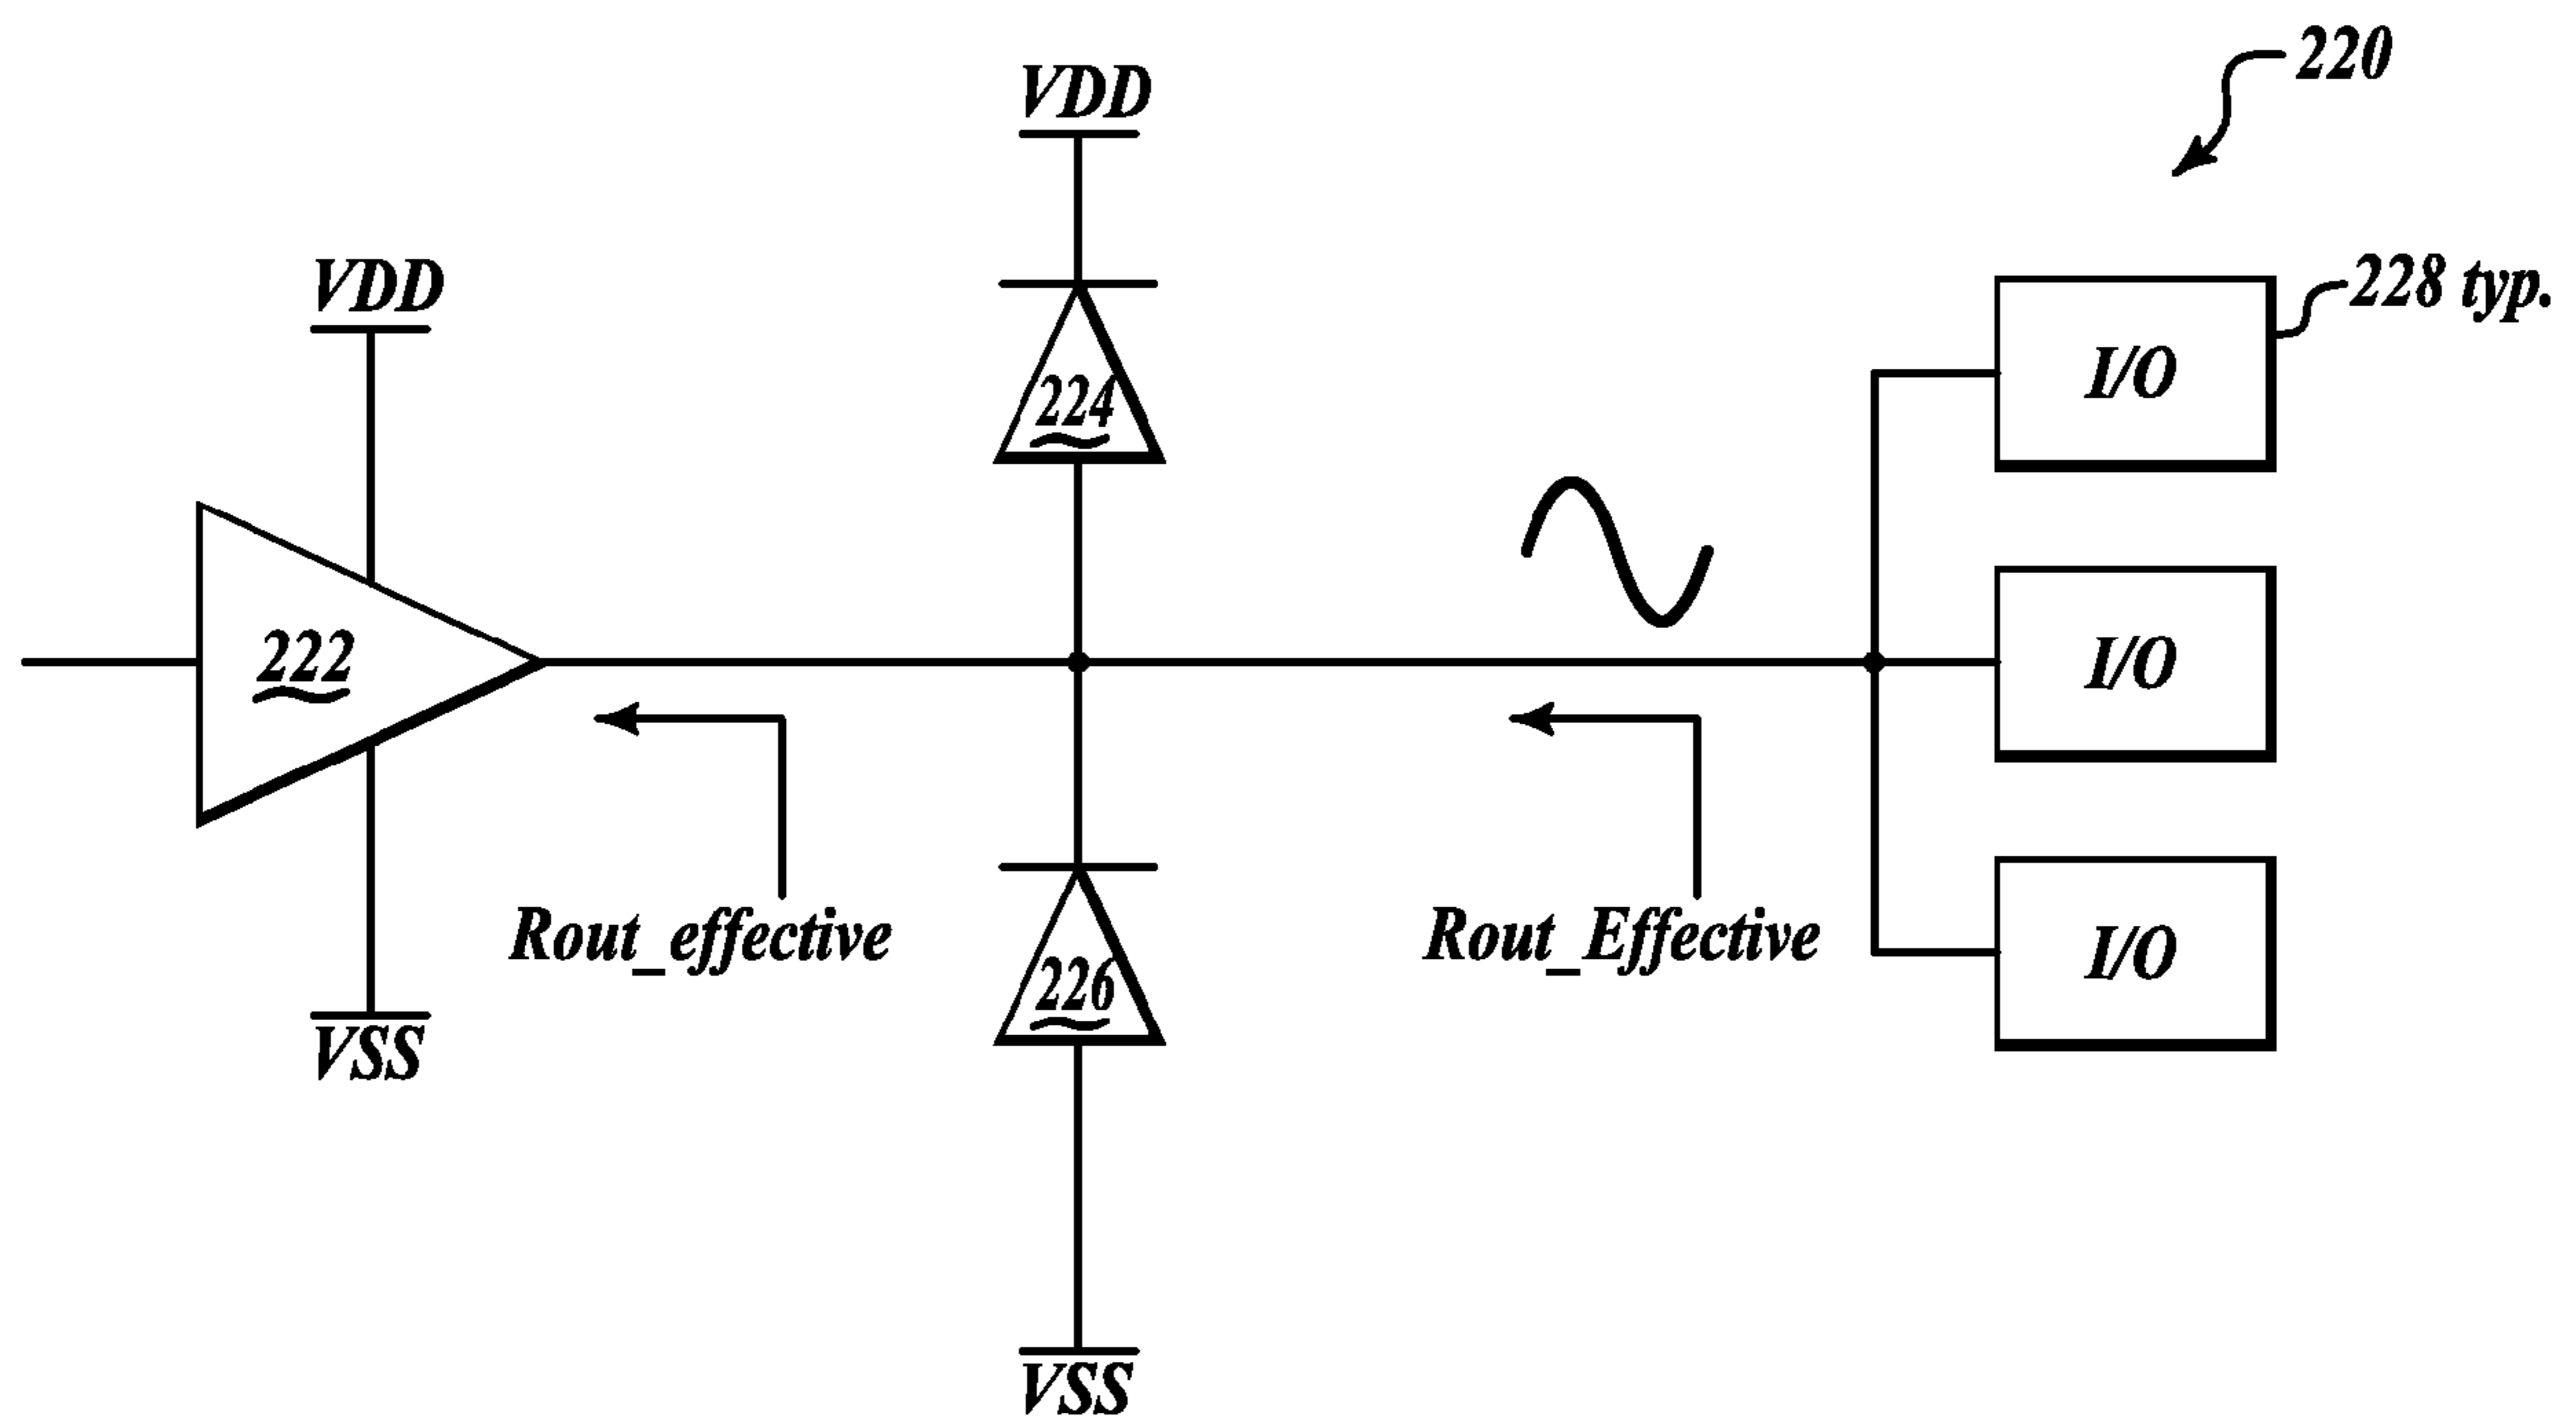 220
VDD
VDD
228 typ.
I/O
224
222
I/O
Rout_effective
Rout_Effective
I/O
226
VSS
VSS